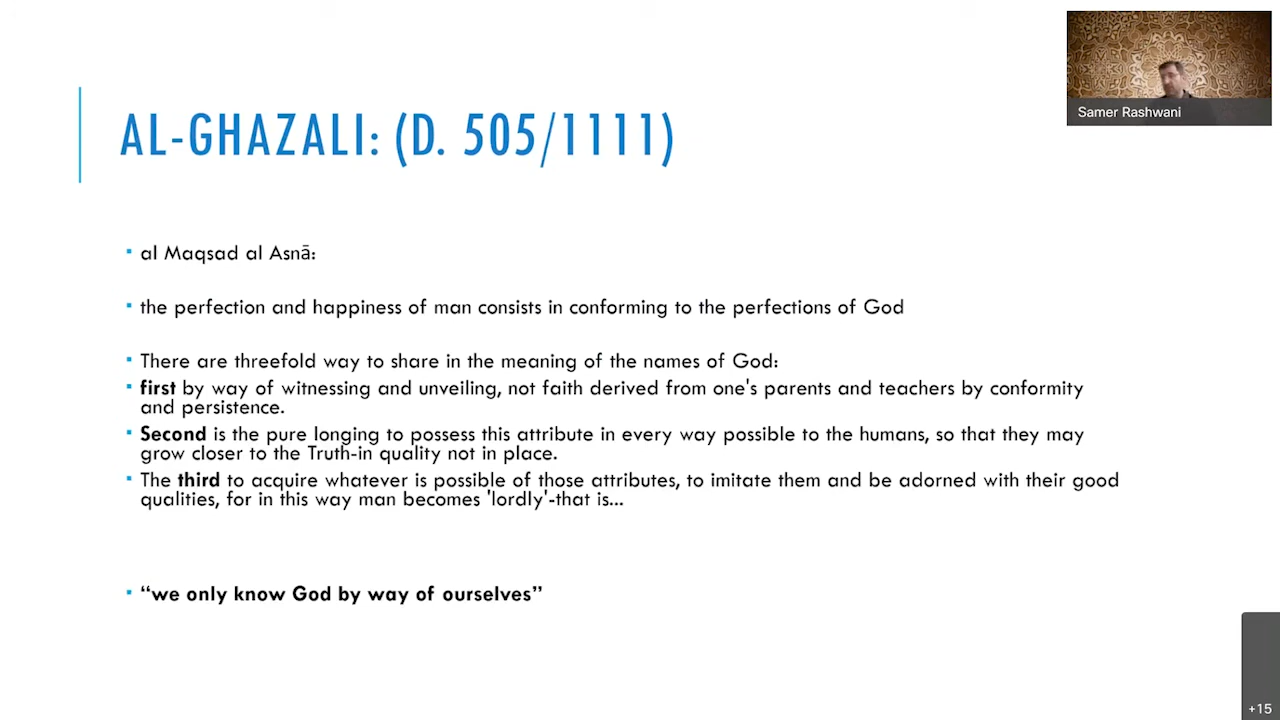 Samer Rashwani
AL-GHAZALI: (D. 505/1111)
al Maqsad al Asnā:
the perfection and happiness of man consists in conforming to the perfections of God
There are threefold way to share in the meaning of the names of God:
first by way of witnessing and unveiling, not faith derived from one's parents and teachers by conformity
and persistence.
Second is the pure longing to possess this attribute in every way possible to the humans, so that they may
grow closer to the Truth-in quality not in place.
The third to acquire whatever is possible of those attributes, to imitate them and be adorned with their good
qualities, for in this way man becomes 'lordly'-that is...
“we only know God by way of ourselves”
+15